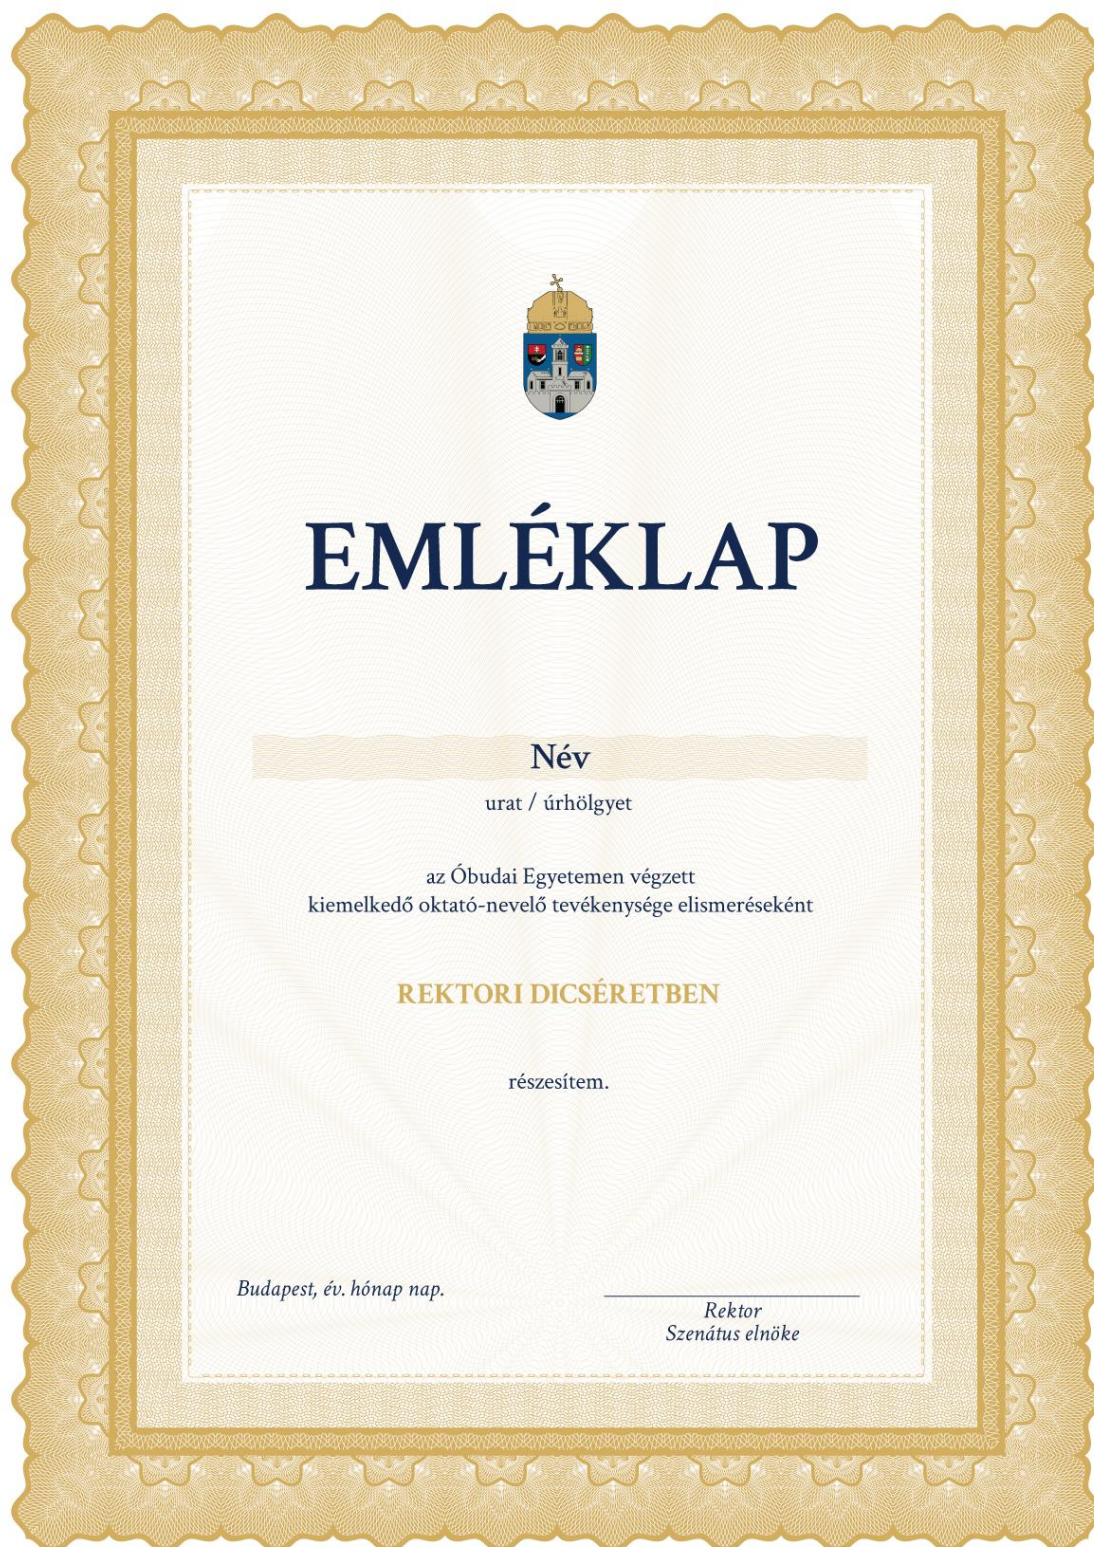 EMLÉKLAP
Név
urat / úrhölgyet
az Óbudai Egyetemen végzett
kiemelkedő oktató-nevelő tevékenysége elismeréseként
REKTORI DICSÉRETBEN
részesítem.
Budapest, év. hónap nap.
Rektor
Szenátus elnöke